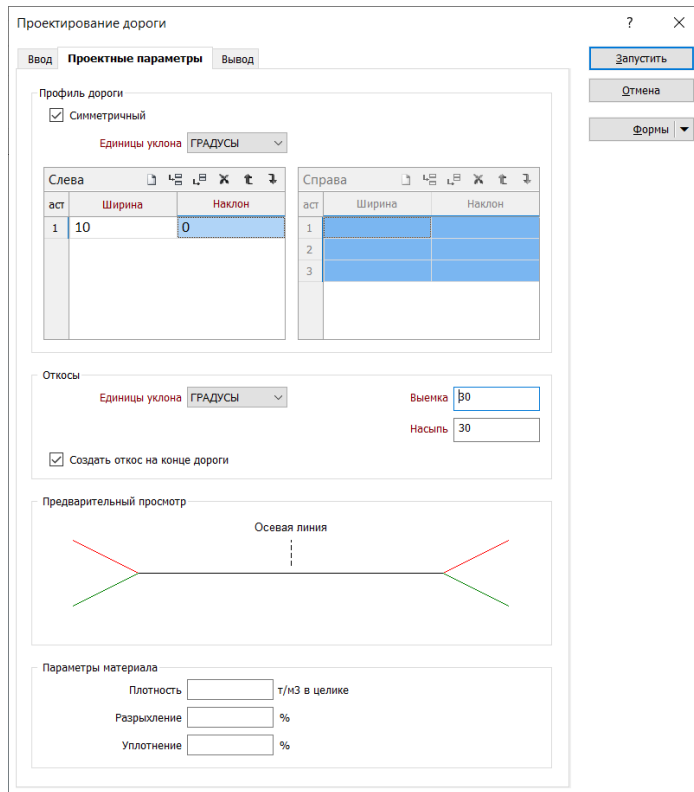 Проектирование дороги ? ×
Ввод Проектные параметры Вывод
Запустить
Отмена
Формы
Профиль дороги
Симметричный
Единицы уклона ГРАДУСЫ
Слева
аст Ширина Наклон
1 10 0
Справа
аст Ширина Наклон
1
2
3
Откосы
Единицы уклона ГРАДУСЫ Выемка 30
Насыпь 30
Создать откос на конце дороги
Предварительный просмотр
Осевая линия
Параметры материала
Плотность т/м3 в целике
Разрыхление %
Уплотнение %